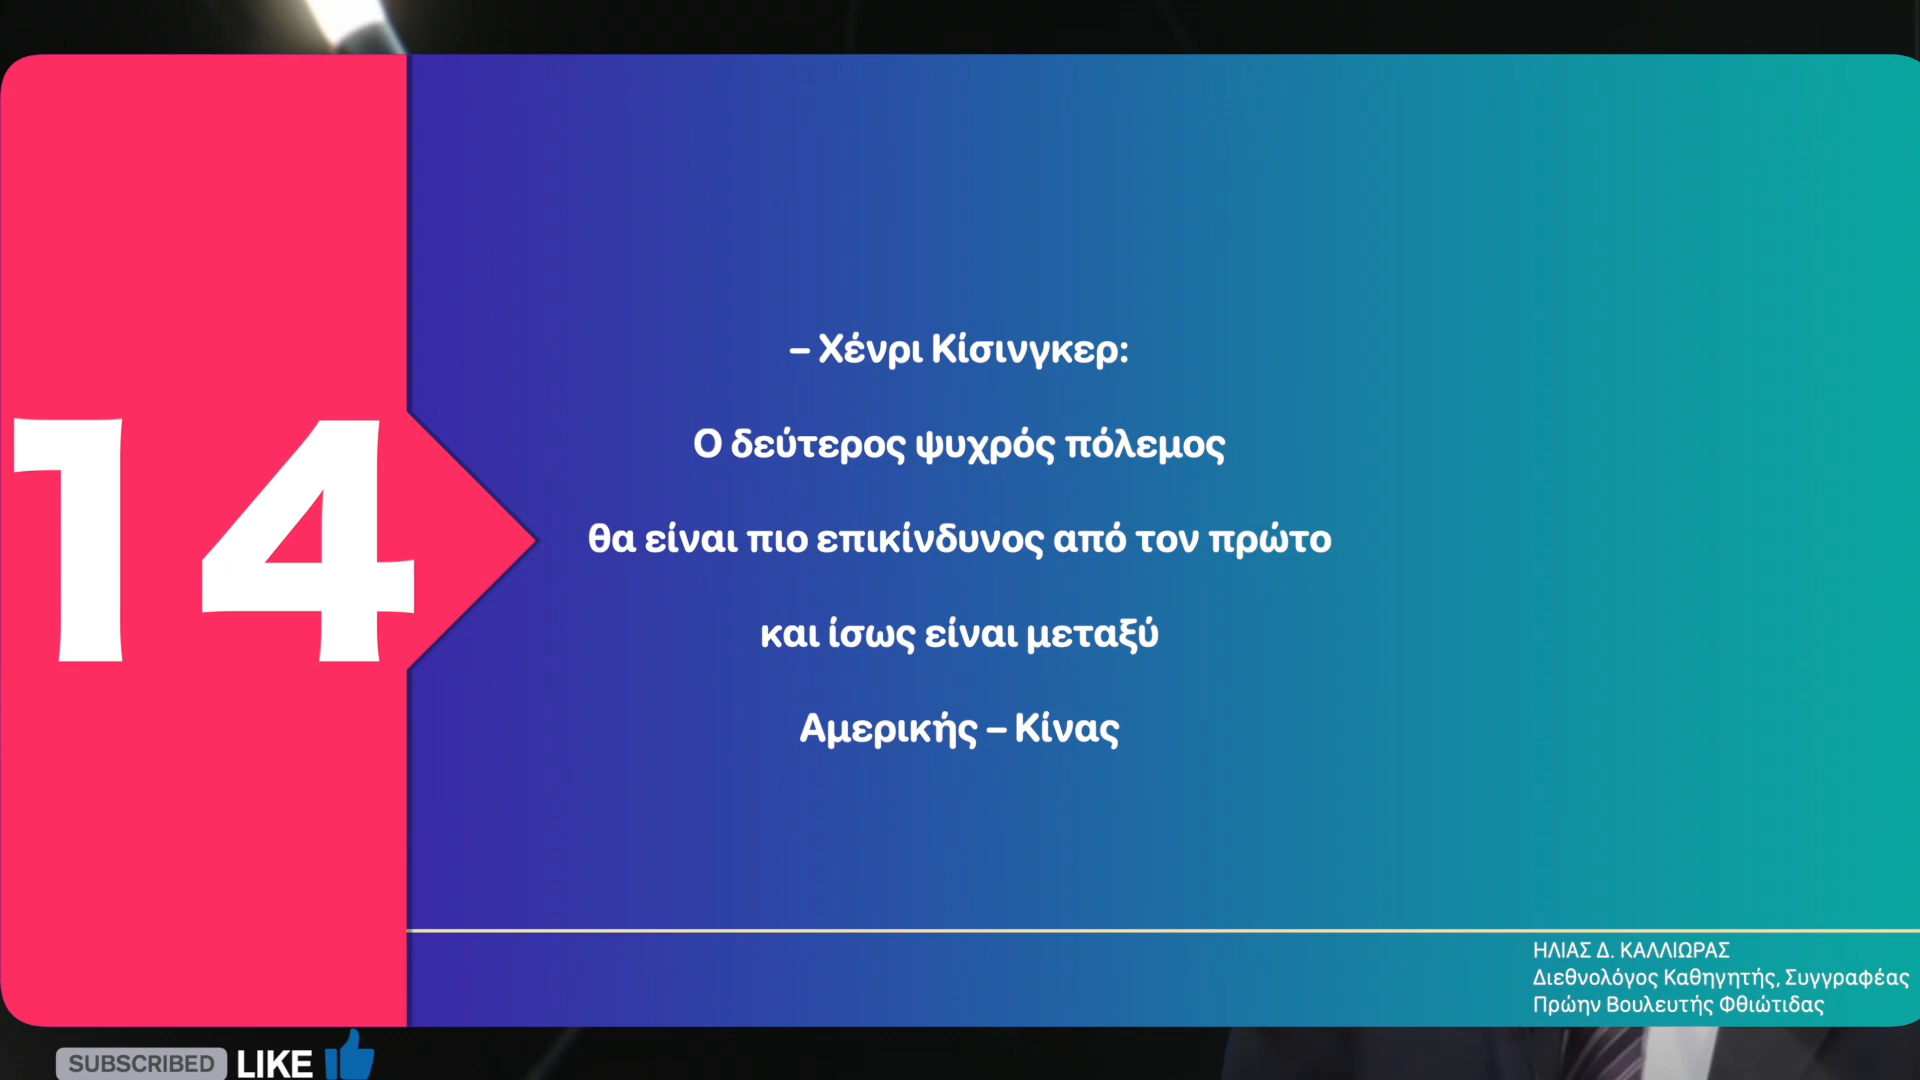 14
– Χένρι Κίσινγκερ:
Ο δεύτερος ψυχρός πόλεμος
θα είναι πιο επικίνδυνος από τον πρώτο
και ίσως είναι μεταξύ
Αμερικής – Κίνας
ΗΛΙΑΣ Δ. ΚΑΛΛΙΩΡΑΣ
Διεθνολόγος Καθηγητής, Συγγραφέας
Πρώην Βουλευτής Φθιώτιδας
SUBSCRIBED LIKE